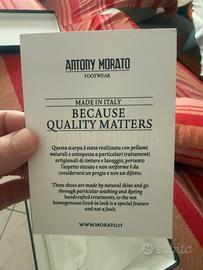 ANTONY MORATO
FOOTWEAR
MADE IN ITALY
BECAUSE
QUALITY MATTERS
Questa scarpa è stata realizzata con pellami
naturali e sottoposta a particolari trattamenti
artigianali di tintura e lavaggio, pertanto
l'aspetto vissuto e non uniforme è da
considerarsi un pregio e non un difetto.
These shoes are made by natural skins and go
through particular washing and dyeing
handcrafted treatments, so the not
homogeneous lived-in look is a special feature
and not a fault.
WWW.MORATO.IT
subito